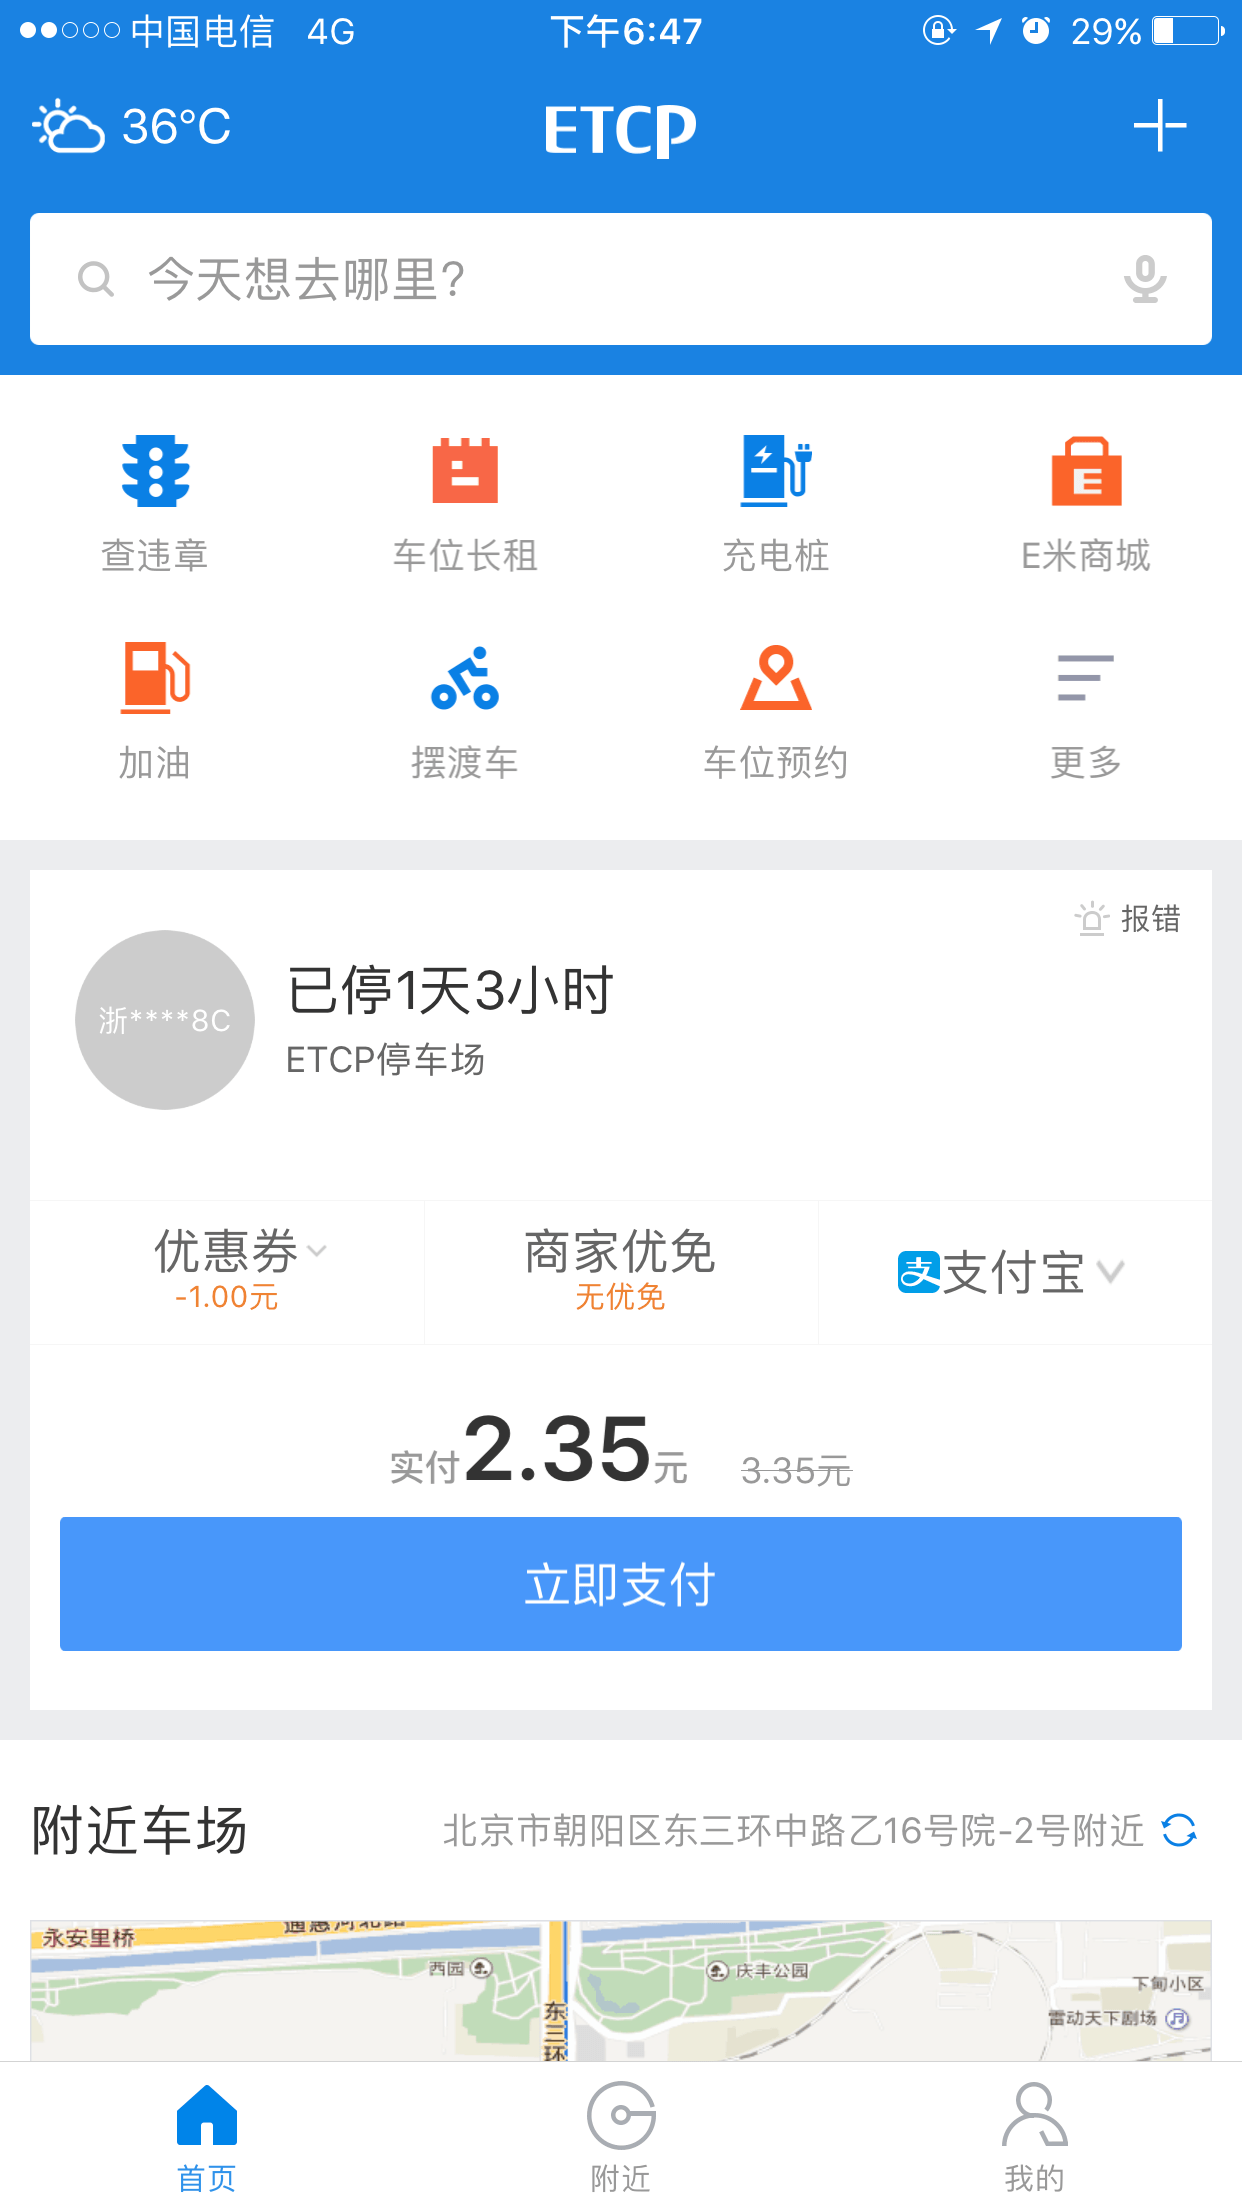 中国电信 4G 下午6:47 29%
36°C ETCP
今天想去哪里?
查违章 车位长租 充电桩 E米商城
加油 摆渡车 车位预约 更多
报错
已停1天3小时
浙****8C
ETCP停车场
优惠券 商家优免 支付宝
-1.00元 无优免
实付2.35元 3.35元
立即支付
附近车场 北京市朝阳区东三环中路乙16号院-2号附近
通惠河北路
永安里桥
西园 庆丰公园
下甸小区
雷动天下剧场
东三环
首页 附近 我的